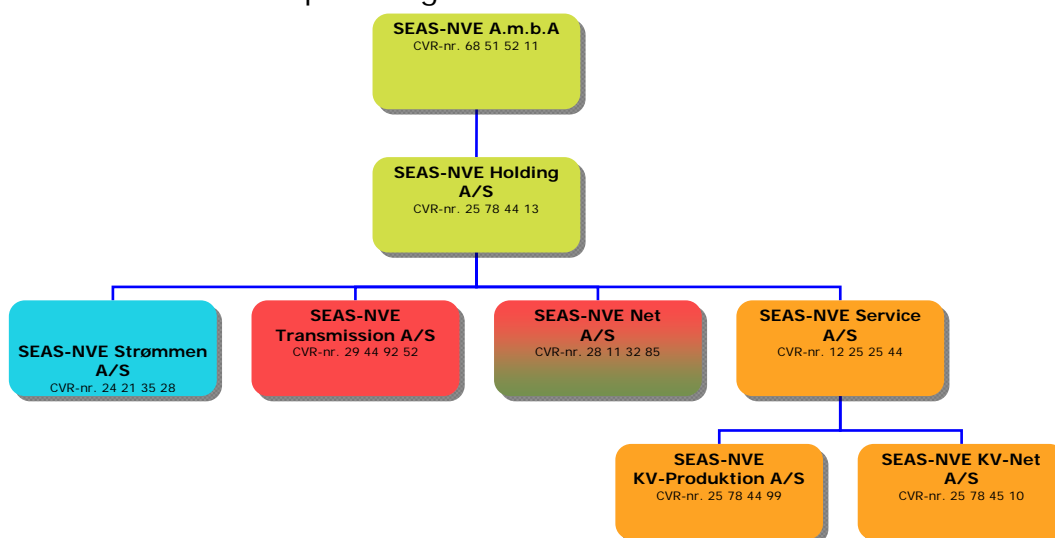 SEAS-NVE A.m.b.A
CVR-nr. 68 51 52 11
SEAS-NVE Holding
A/S
CVR-nr. 25 78 44 13
SEAS-NVE Strømmen
A/S
CVR-nr. 24 21 35 28
SEAS-NVE
Transmission A/S
CVR-nr. 29 44 92 52
SEAS-NVE Net
A/S
CVR-nr. 28 11 32 85
SEAS-NVE Service
A/S
CVR-nr. 12 25 25 44
SEAS-NVE
KV-Produktion A/S
CVR-nr. 25 78 44 99
SEAS-NVE KV-Net
A/S
CVR-nr. 25 78 45 10